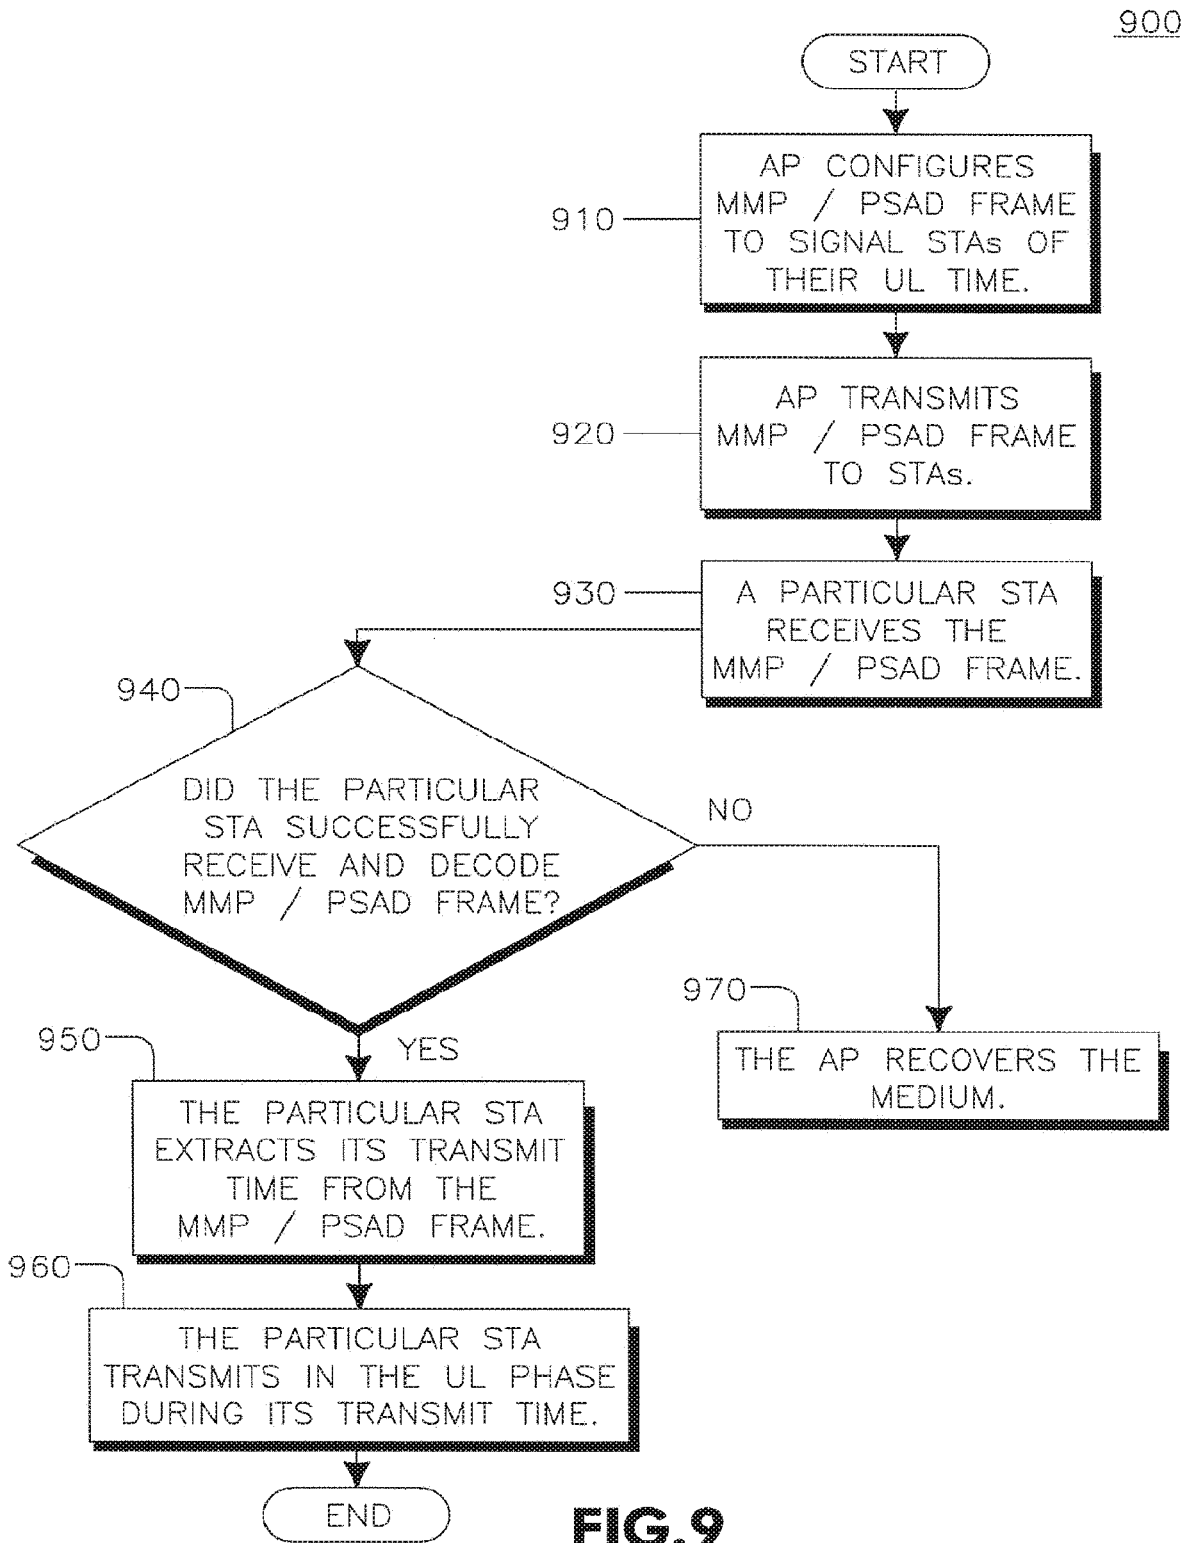 900
START
910
AP CONFIGURES
MMP / PSAD FRAME
TO SIGNAL STAs OF
THEIR UL TIME.
920
AP TRANSMITS
MMP / PSAD FRAME
TO STAs.
930
A PARTICULAR STA
RECEIVES THE
MMP / PSAD FRAME.
940
DID THE PARTICULAR
STA SUCCESSFULLY
RECEIVE AND DECODE
MMP / PSAD FRAME?
NO
970
THE AP RECOVERS THE
MEDIUM.
YES
950
THE PARTICULAR STA
EXTRACTS ITS TRANSMIT
TIME FROM THE
MMP / PSAD FRAME.
960
THE PARTICULAR STA
TRANSMITS IN THE UL PHASE
DURING ITS TRANSMIT TIME.
END
FIG.9